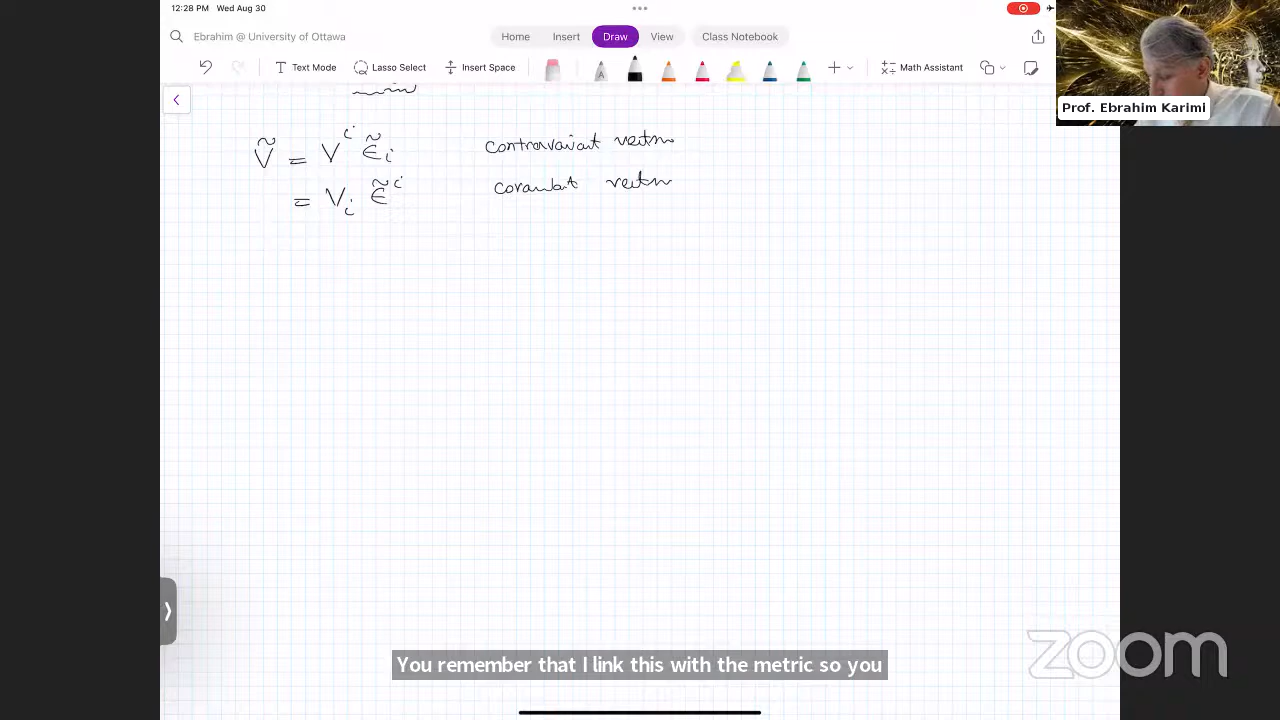 12:28 PM Wed Aug 30
Ebrahim @ University of Ottawa
Home Insert Draw View Class Notebook
Text Mode Lasso Select Insert Space A Math Assistant
Prof. Ebrahim Karimi
Ṽ = Vⁱ ε̃ᵢ contravariant vector
= Vᵢ ε̃ⁱ covariant vector
You remember that I link this with the metric so you
zoom